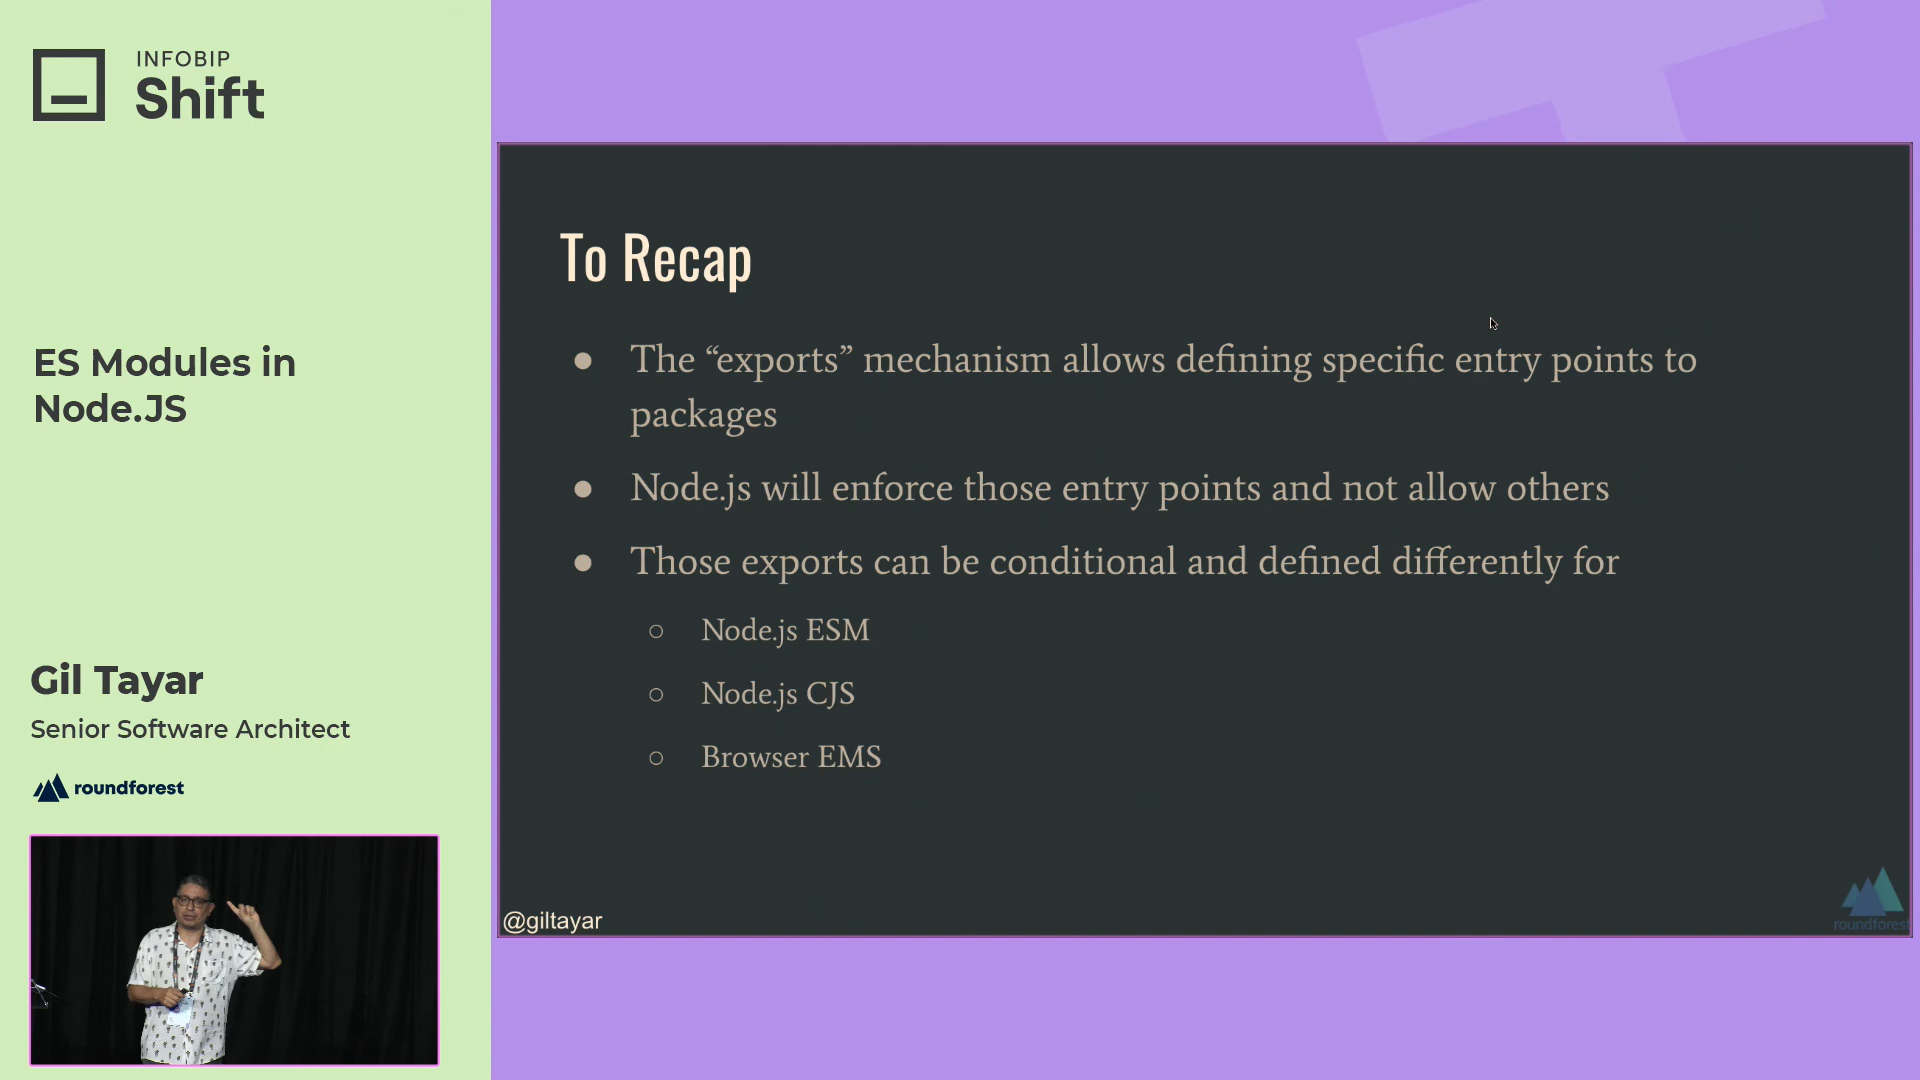 INFOBIP
Shift
ES Modules in
Node.JS
Gil Tayar
Senior Software Architect
roundforest
To Recap
● The “exports” mechanism allows defining specific entry points to
packages
● Node.js will enforce those entry points and not allow others
● Those exports can be conditional and defined differently for
○ Node.js ESM
○ Node.js CJS
○ Browser EMS
@giltayar
roundforest